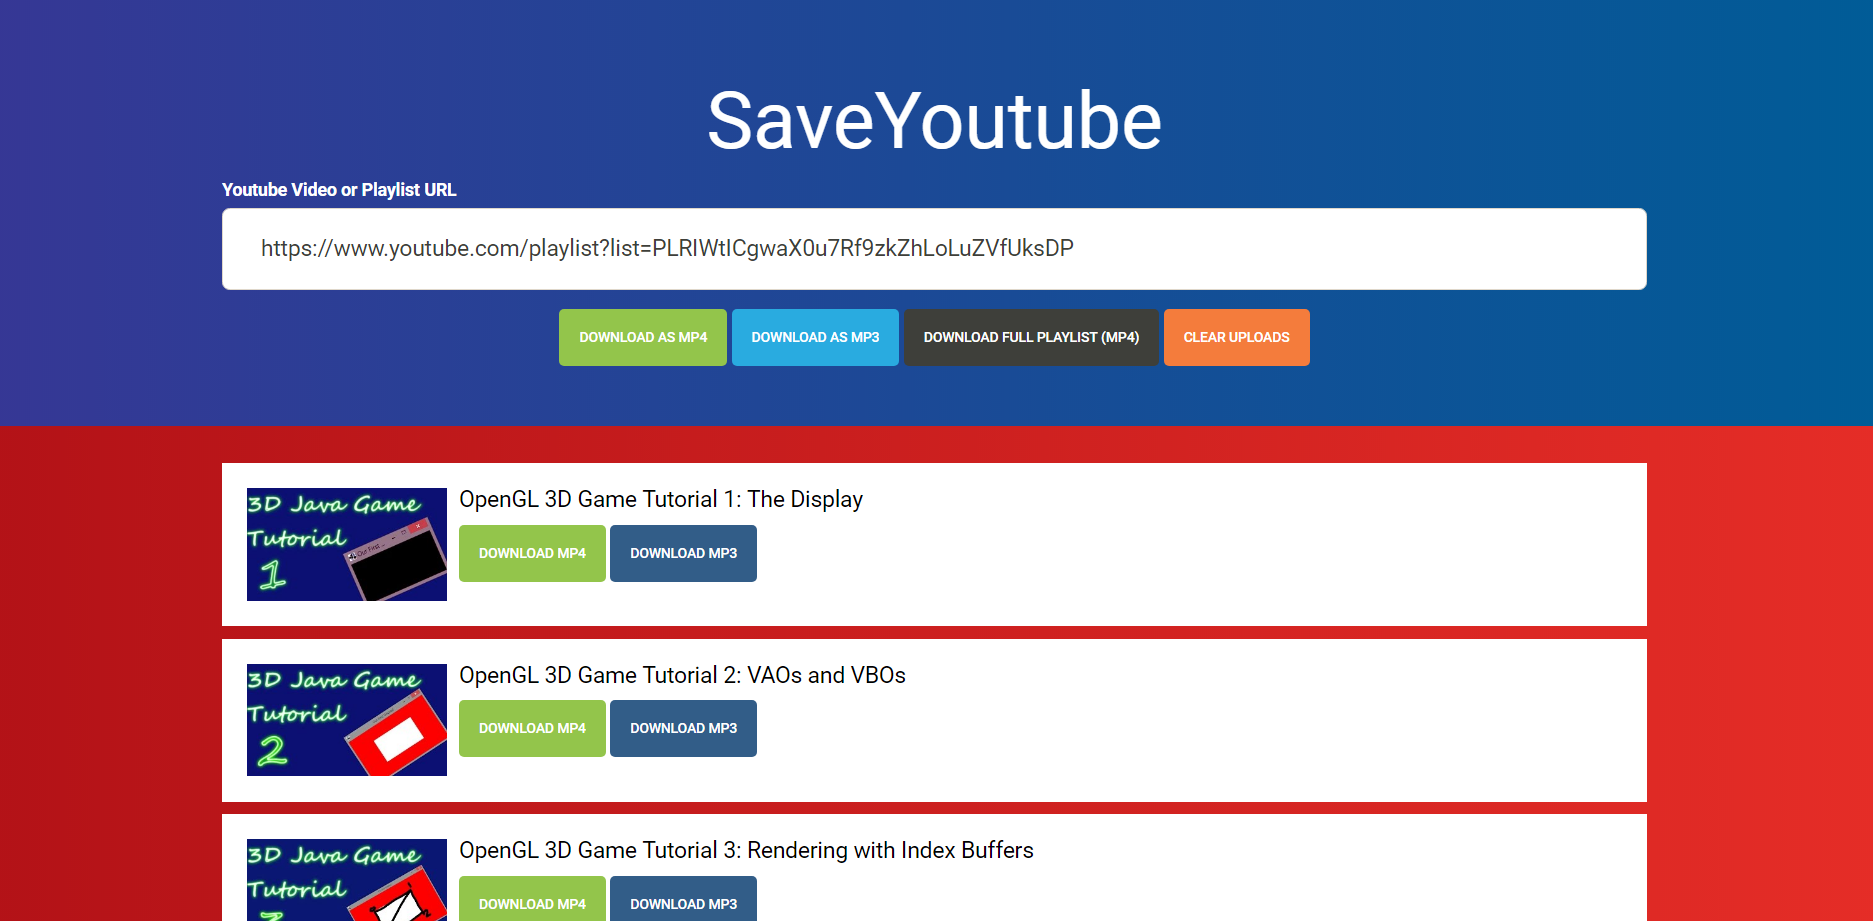 SaveYoutube
Youtube Video or Playlist URL
https://www.youtube.com/playlist?list=PLRIWtICgwaX0u7Rf9zkZhLoLuZVfUksDP
DOWNLOAD AS MP4
DOWNLOAD AS MP3
DOWNLOAD FULL PLAYLIST (MP4)
CLEAR UPLOADS
3D Java Game
Tutorial
1
Our First
OpenGL 3D Game Tutorial 1: The Display
DOWNLOAD MP4
DOWNLOAD MP3
3D Java Game
Tutorial
2
OpenGL 3D Game Tutorial 2: VAOs and VBOs
DOWNLOAD MP4
DOWNLOAD MP3
3D Java Game
Tutorial
3
OpenGL 3D Game Tutorial 3: Rendering with Index Buffers
DOWNLOAD MP4
DOWNLOAD MP3